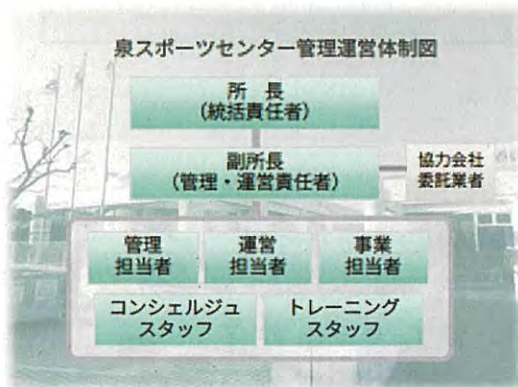 泉スポーツセンター管理運営体制図
所　長
（統括責任者）
副所長
（管理・運営責任者）
協力会社
委託業者
管理
担当者
運営
担当者
事業
担当者
コンシェルジュ
スタッフ
トレーニング
スタッフ